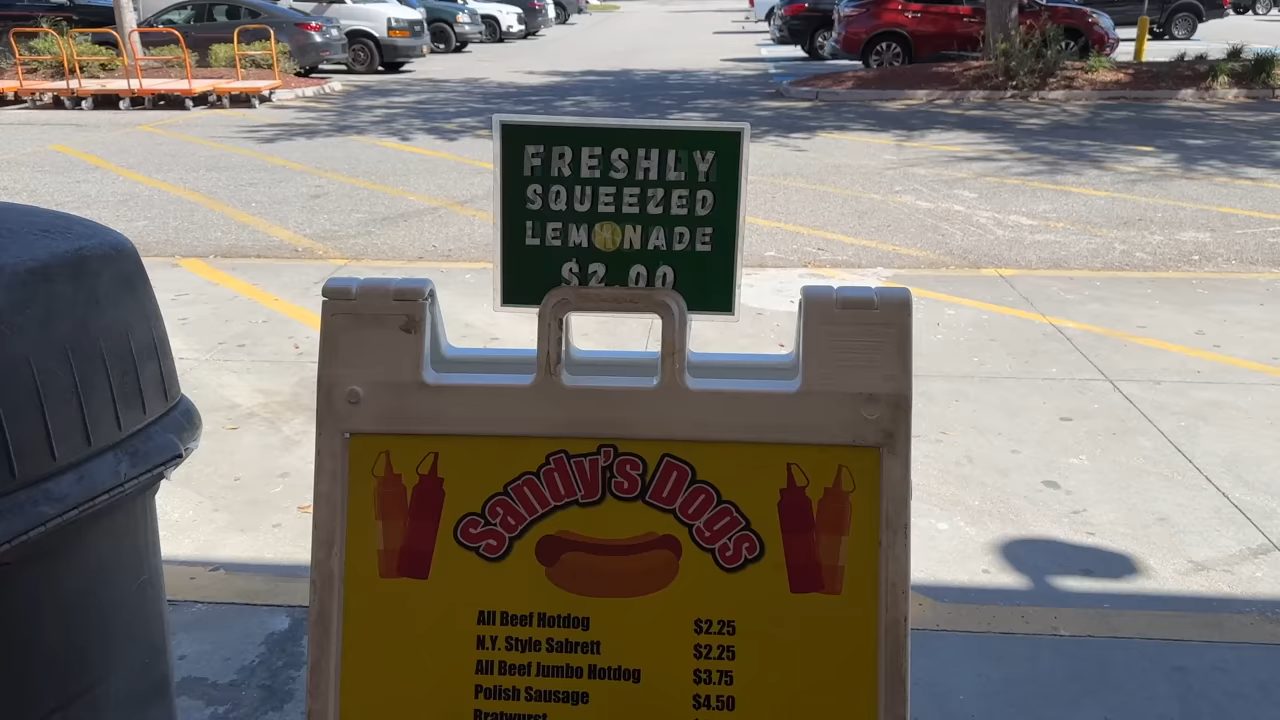 FRESHLY
SQUEEZED
LEMONADE
$2.00
Sandy's Dogs
All Beef Hotdog $2.25
N.Y. Style Sabrett $2.25
All Beef Jumbo Hotdog $3.75
Polish Sausage $4.50
Bratwurst